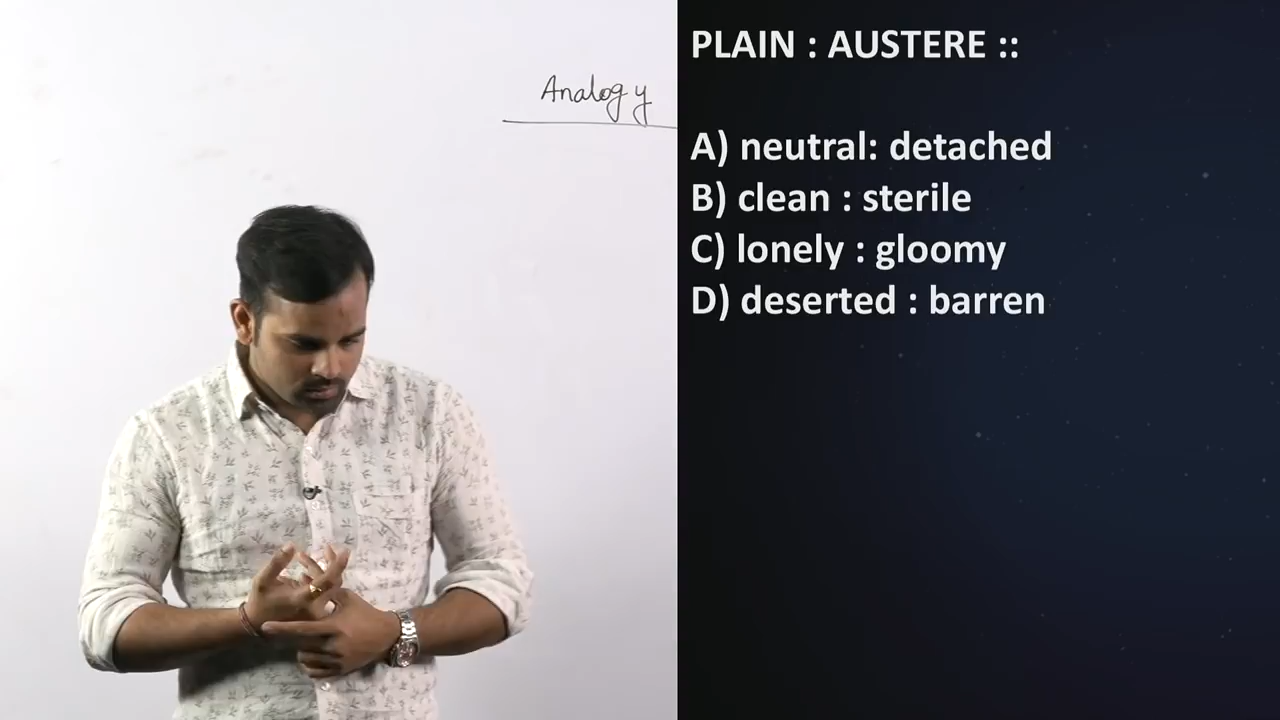 Analogy
PLAIN : AUSTERE ::
A) neutral: detached
B) clean : sterile
C) lonely : gloomy
D) deserted : barren